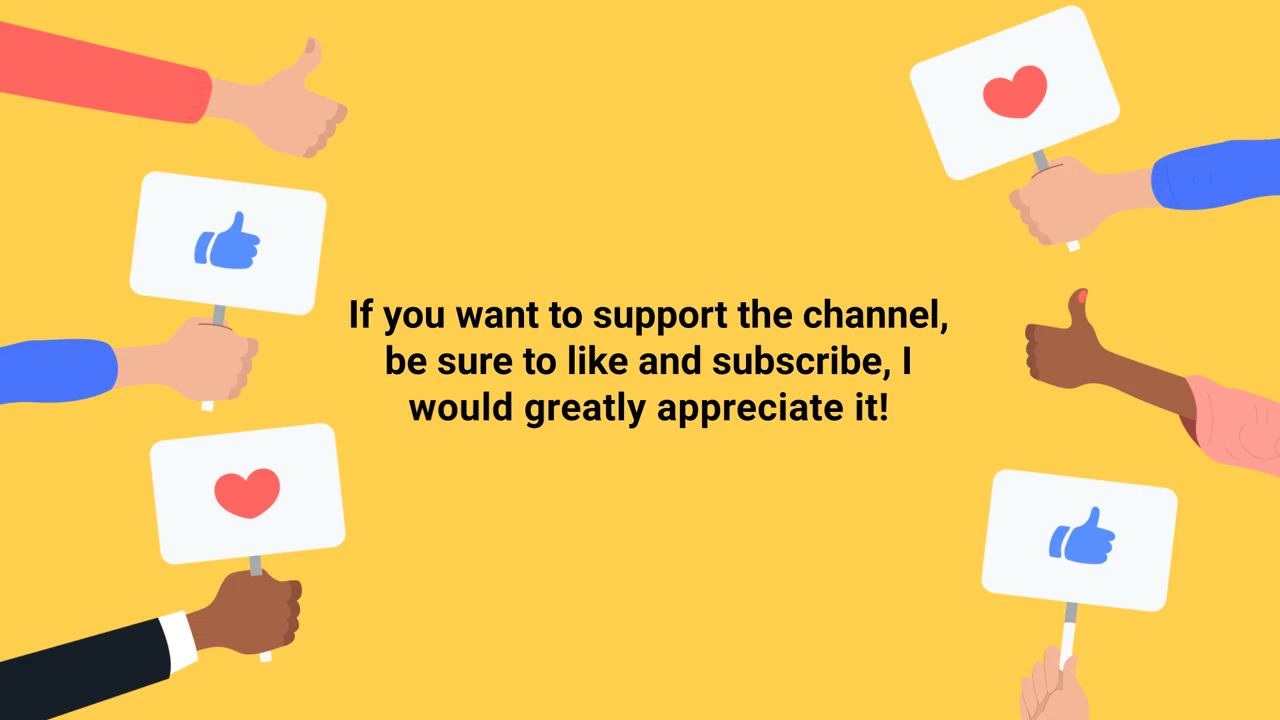 If you want to support the channel,
be sure to like and subscribe, I
would greatly appreciate it!